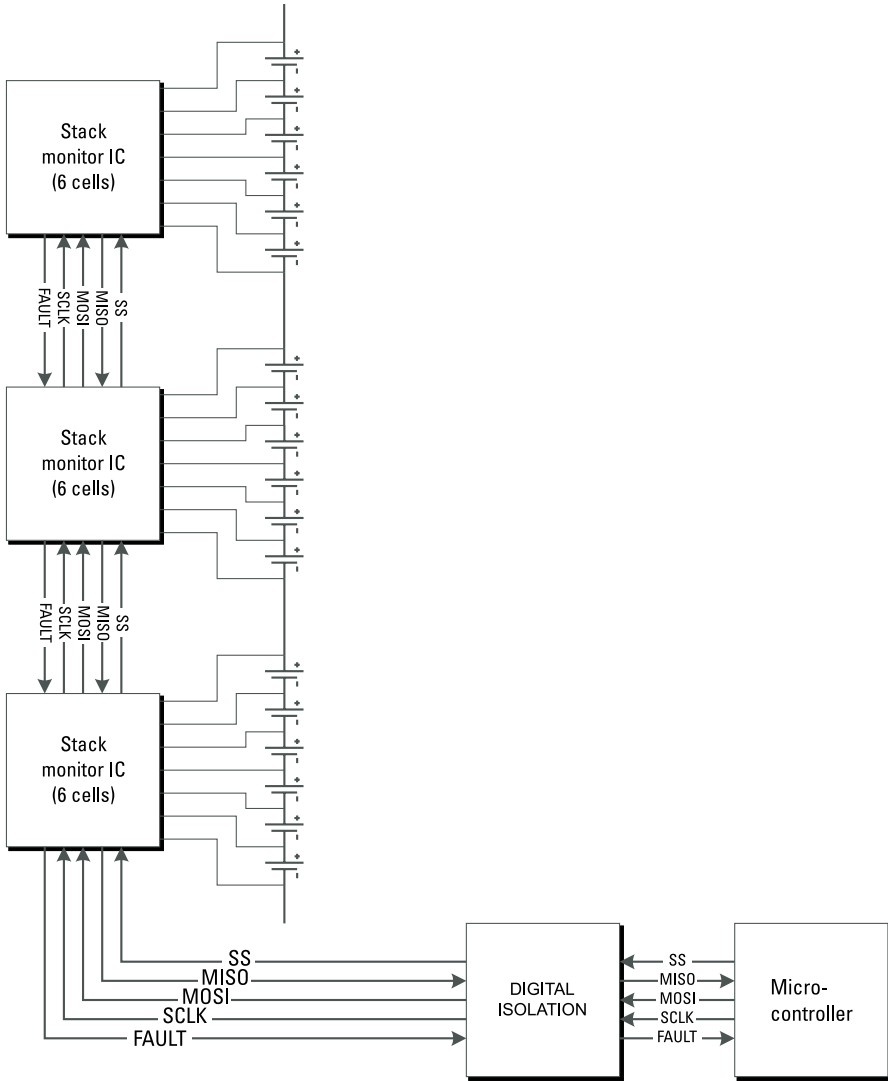 Stack
monitor IC
(6 cells)
FAULT
SCLK
MOSI
MISO
SS
Stack
monitor IC
(6 cells)
FAULT
SCLK
MOSI
MISO
SS
Stack
monitor IC
(6 cells)
SS
MISO
MOSI
SCLK
FAULT
DIGITAL
ISOLATION
SS
MISO
MOSI
SCLK
FAULT
Micro-
controller